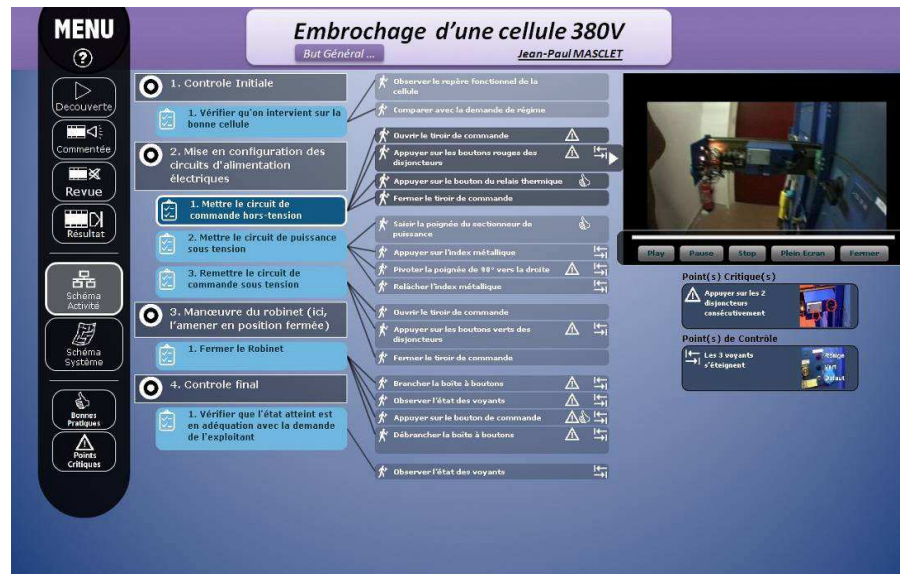 MENU
?
Decouverte
Commentée
Revue
Résultat
Schéma
Activité
Schéma
Système
Bonnes
Pratiques
Points
Critiques
Embrochage d'une cellule 380V
But Général ...
Jean-Paul MASCLET
1. Controle Initiale
1. Vérifier qu'on intervient sur la
bonne cellule
2. Mise en configuration des
circuits d'alimentation
électriques
1. Mettre le circuit de
commande hors-tension
2. Mettre le circuit de puissance
sous tension
3. Remettre le circuit de
commande sous tension
3. Manœuvre du robinet (ici,
l'amener en position fermée)
1. Fermer le Robinet
4. Controle final
1. Vérifier que l'état atteint est
en adéquation avec la demande
de l'exploitant
Observer le repère fonctionnel de la
cellule
Comparer avec la demande de régime
Ouvrir le tiroir de commande
Appuyer sur les boutons rouges des
disjoncteurs
Appuyer sur le bouton du relais thermique
Fermer le tiroir de commande
Saisir la poignée du sectionneur de
puissance
Appuyer sur l'index métallique
Pivoter la poignée de 90° vers la droite
Relâcher l'index métallique
Ouvrir le tiroir de commande
Appuyer sur les boutons verts des
disjoncteurs
Fermer le tiroir de commande
Brancher la boîte à boutons
Observer l'état des voyants
Appuyer sur le bouton de commande
Débrancher la boîte à boutons
Observer l'état des voyants
Play
Pause
Stop
Plein Ecran
Fermer
Point(s) Critique(s)
Appuyer sur les 2
disjoncteurs
consécutivement
Point(s) de Contrôle
Les 3 voyants
s'éteignent
Rouge
Vert
Défaut